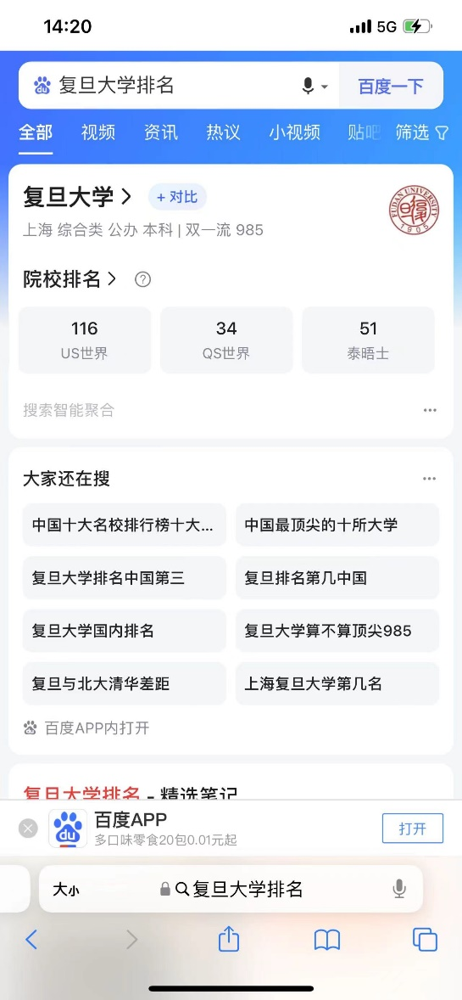 14:20
5G
复旦大学排名
百度一下
全部 视频 资讯 热议 小视频 贴吧 筛选
复旦大学
+ 对比
FUDAN UNIVERSITY
1905
上海 综合类 公办 本科 | 双一流 985
院校排名
116 34 51
US世界 QS世界 泰晤士
搜索智能聚合
大家还在搜
中国十大名校排行榜十大... 中国最顶尖的十所大学
复旦大学排名中国第三 复旦排名第几中国
复旦大学国内排名 复旦大学算不算顶尖985
复旦与北大清华差距 上海复旦大学第几名
百度APP内打开
复旦大学排名 - 精选笔记
du
百度APP
多口味零食20包0.01元起
打开
大小 复旦大学排名